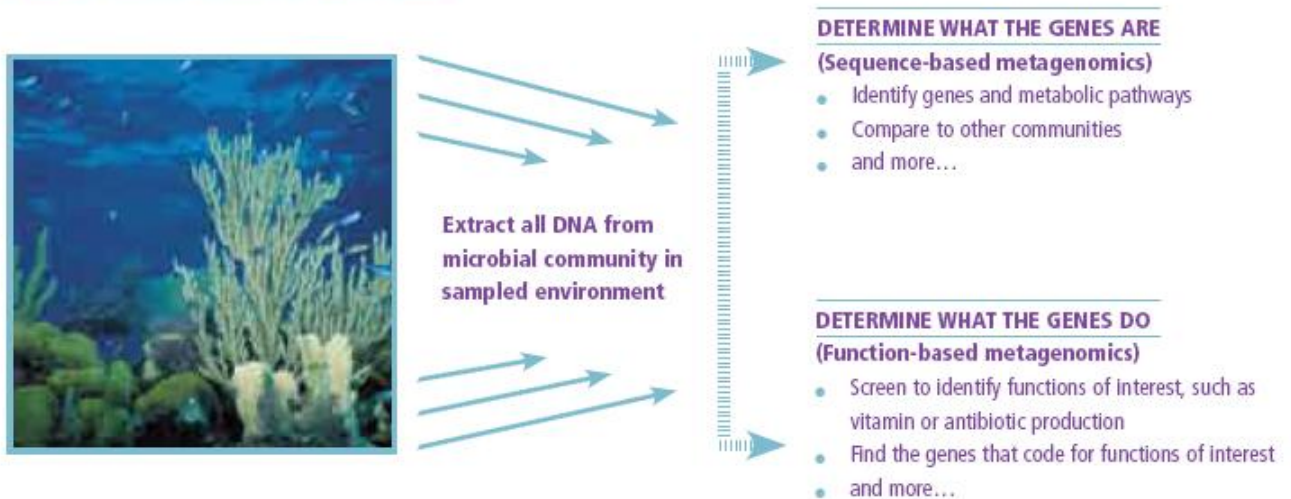 Extract all DNA from
microbial community in
sampled environment
DETERMINE WHAT THE GENES ARE
(Sequence-based metagenomics)
• Identify genes and metabolic pathways
• Compare to other communities
• and more...
DETERMINE WHAT THE GENES DO
(Function-based metagenomics)
• Screen to identify functions of interest, such as
vitamin or antibiotic production
• Find the genes that code for functions of interest
• and more...